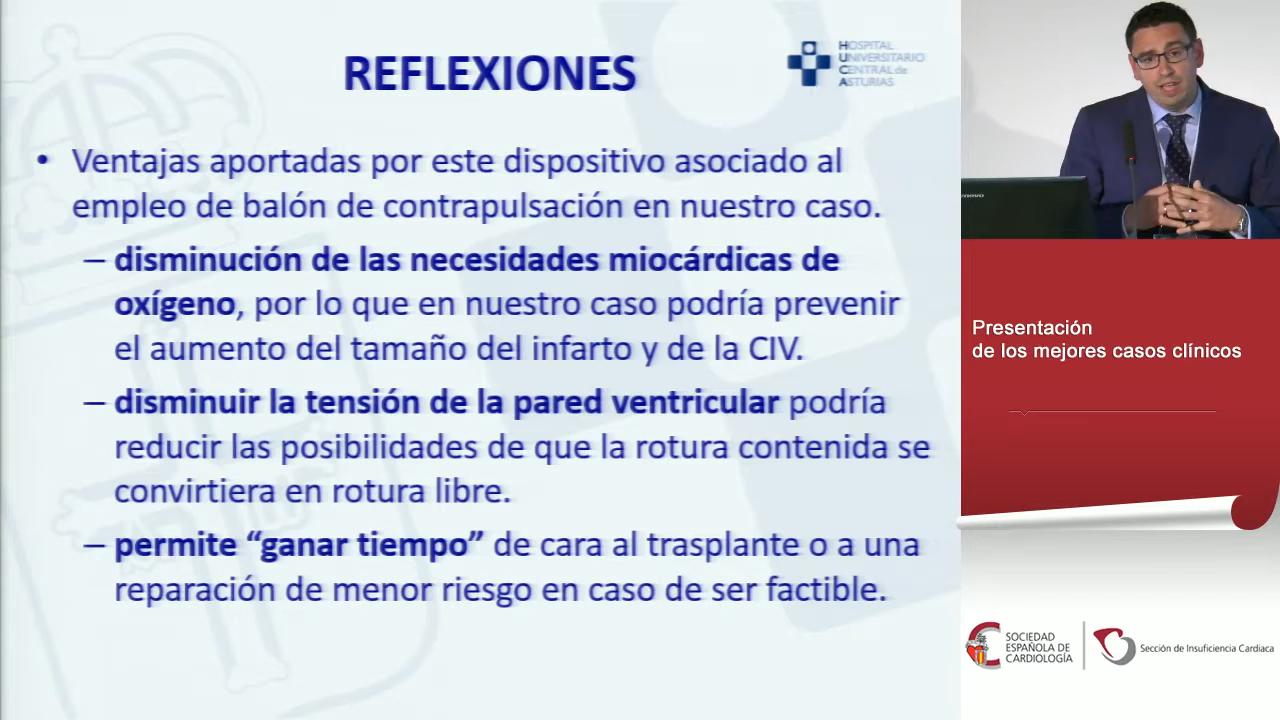 REFLEXIONES
HOSPITAL
UNIVERSITARIO
CENTRAL de
ASTURIAS
• Ventajas aportadas por este dispositivo asociado al
empleo de balón de contrapulsación en nuestro caso.
– disminución de las necesidades miocárdicas de
oxígeno, por lo que en nuestro caso podría prevenir
el aumento del tamaño del infarto y de la CIV.
– disminuir la tensión de la pared ventricular podría
reducir las posibilidades de que la rotura contenida se
convirtiera en rotura libre.
– permite “ganar tiempo” de cara al trasplante o a una
reparación de menor riesgo en caso de ser factible.
Presentación
de los mejores casos clínicos
SOCIEDAD
ESPAÑOLA DE
CARDIOLOGÍA
Sección de Insuficiencia Cardiaca